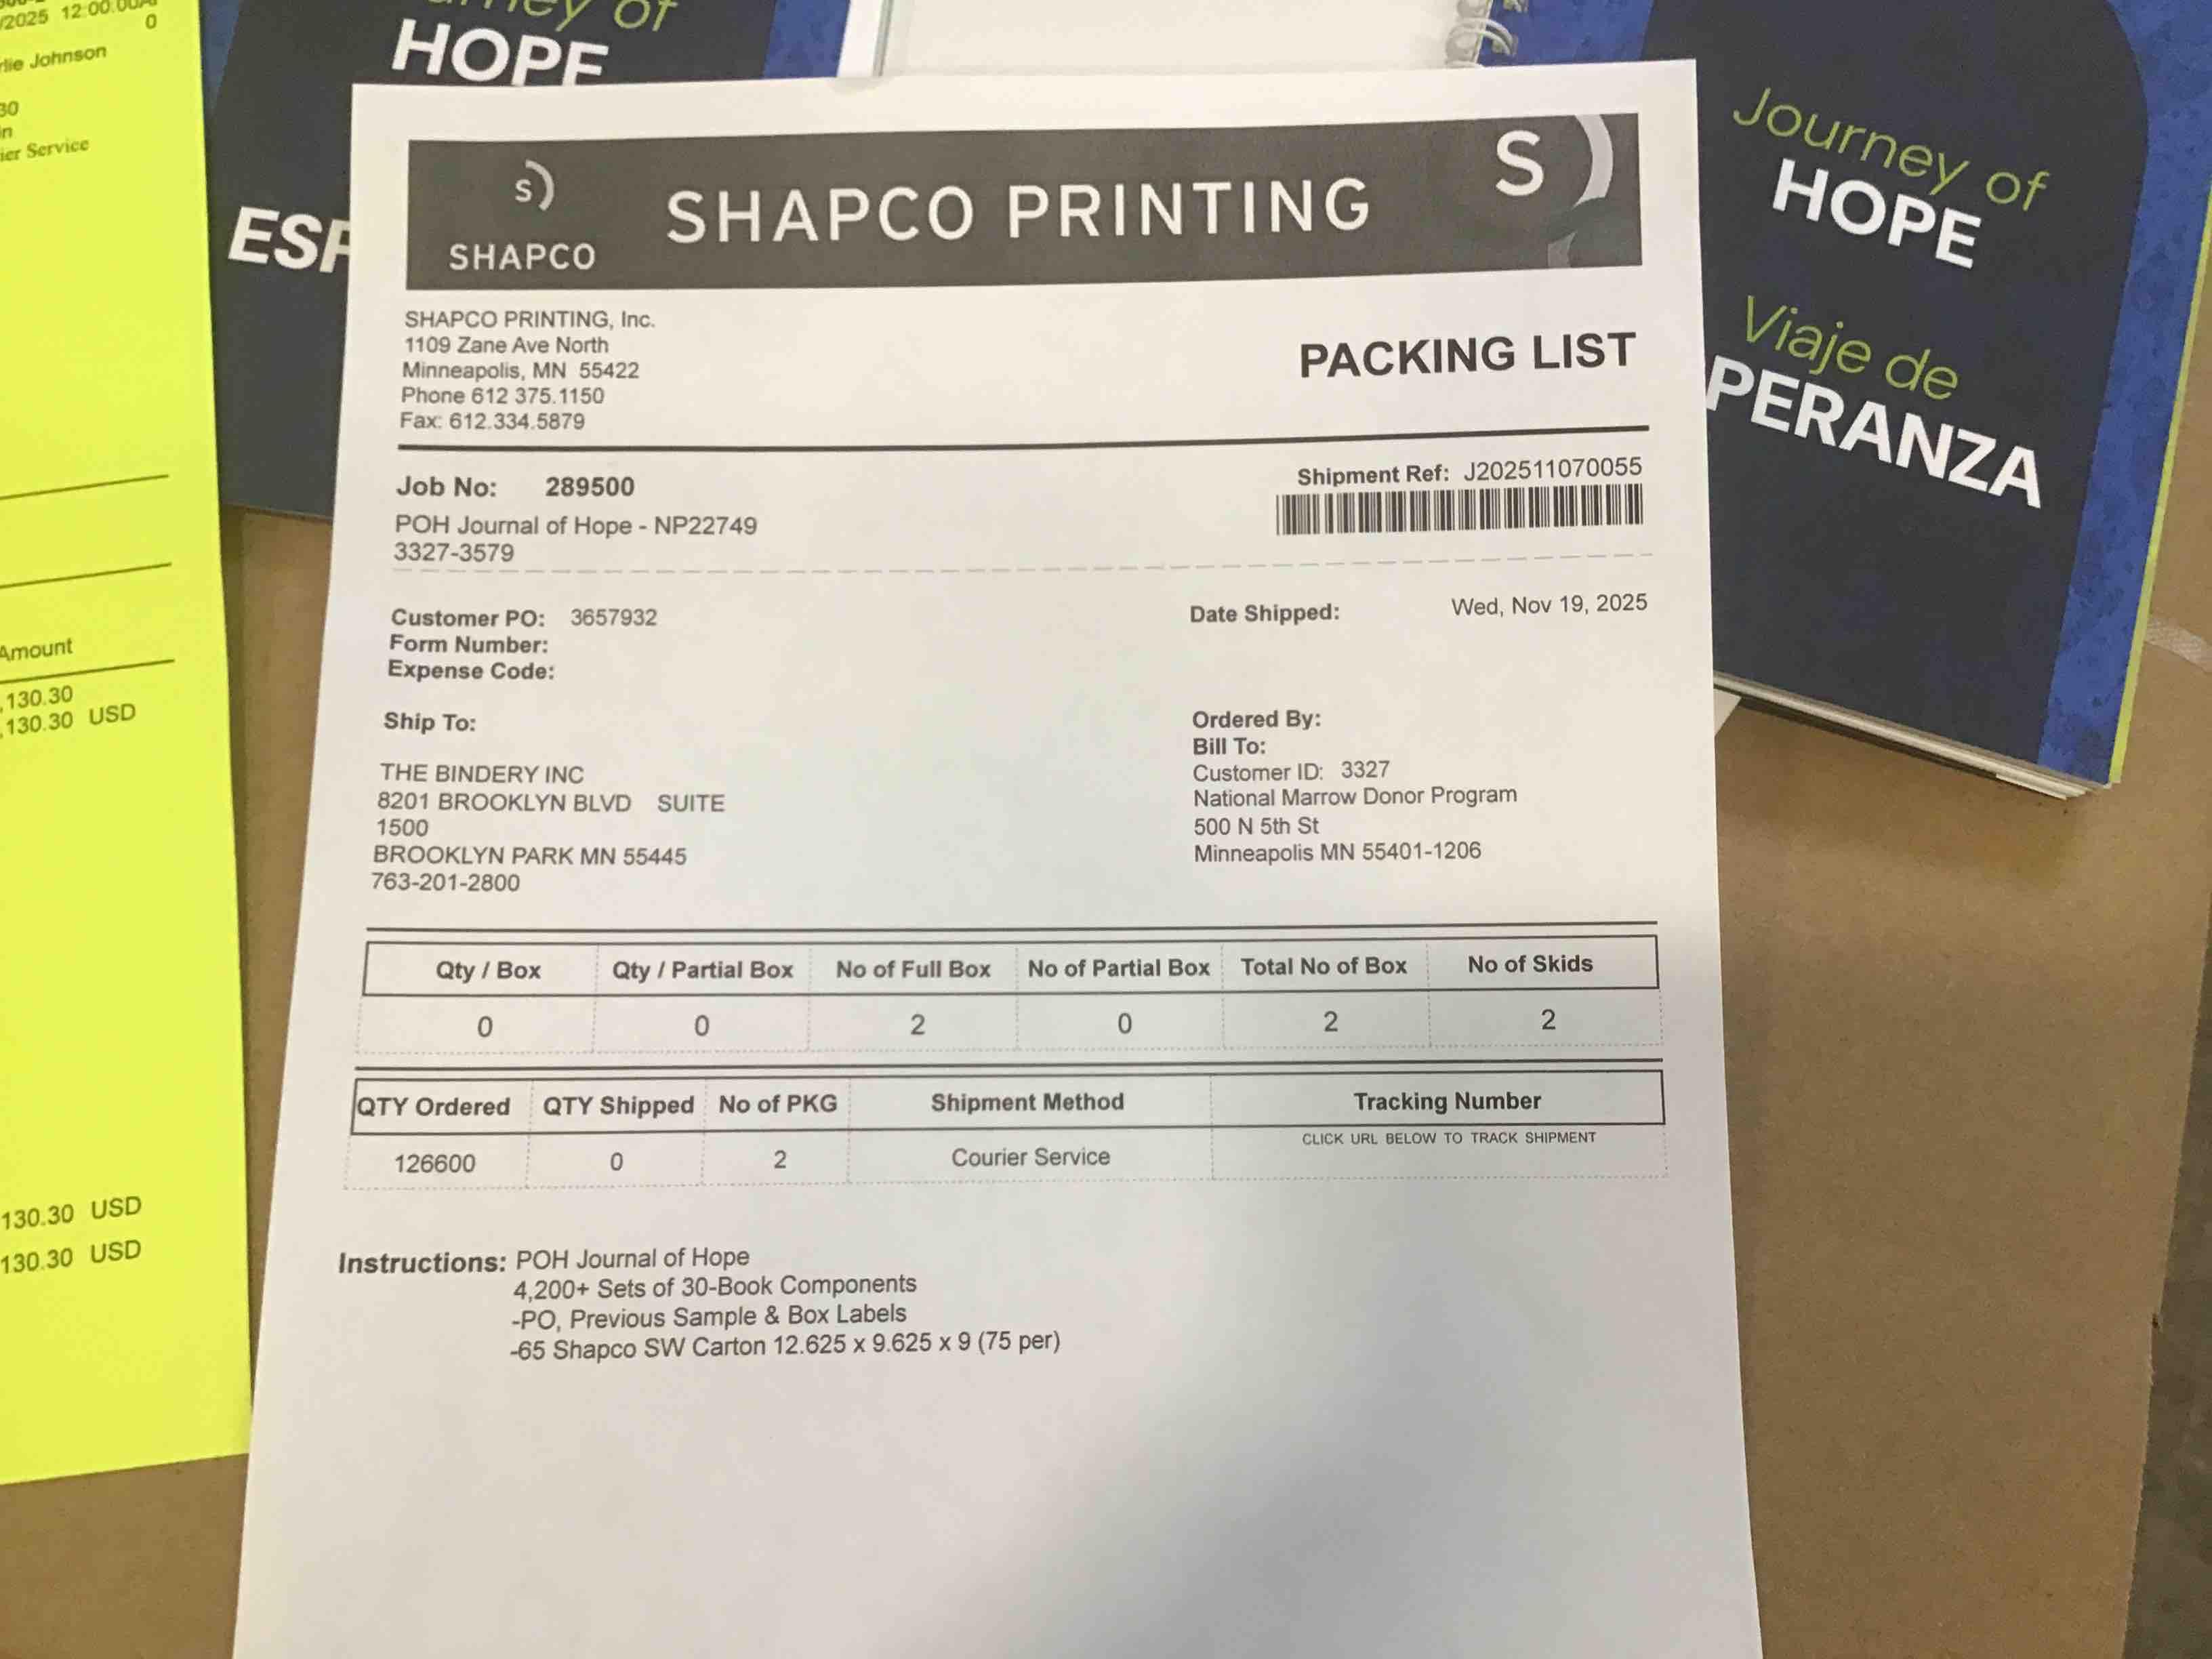 /2025 12:00:00
0
lie Johnson
30
in
ier Service
Amount
130.30
130.30 USD
130.30 USD
130.30 USD
of
HOPE
ESP
Journey of
HOPE
Viaje de
PERANZA
S
SHAPCO
SHAPCO PRINTING
S
SHAPCO PRINTING, Inc.
1109 Zane Ave North
Minneapolis, MN 55422
Phone 612 375.1150
Fax: 612.334.5879
PACKING LIST
Job No: 289500
POH Journal of Hope - NP22749
3327-3579
Shipment Ref: J202511070055
Customer PO: 3657932
Form Number:
Expense Code:
Date Shipped: Wed, Nov 19, 2025
Ship To:
THE BINDERY INC
8201 BROOKLYN BLVD SUITE
1500
BROOKLYN PARK MN 55445
763-201-2800
Ordered By:
Bill To:
Customer ID: 3327
National Marrow Donor Program
500 N 5th St
Minneapolis MN 55401-1206
Qty / Box Qty / Partial Box No of Full Box No of Partial Box Total No of Box No of Skids
0 0 2 0 2 2
QTY Ordered QTY Shipped No of PKG Shipment Method Tracking Number
CLICK URL BELOW TO TRACK SHIPMENT
126600 0 2 Courier Service
Instructions: POH Journal of Hope
4,200+ Sets of 30-Book Components
-PO, Previous Sample & Box Labels
-65 Shapco SW Carton 12.625 x 9.625 x 9 (75 per)